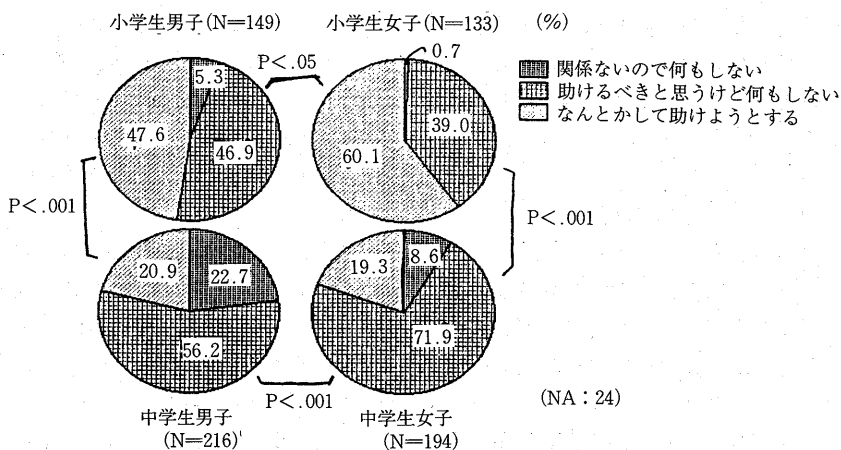 小学生男子(N=149) 小学生女子(N=133) (%)
P<.05
0.7
5.3
47.6
46.9
39.0
60.1
関係ないので何もしない
助けるべきと思うけど何もしない
なんとかして助けようとする
P<.001
P<.001
20.9
22.7
56.2
19.3
8.6
71.9
P<.001
(NA:24)
中学生男子
(N=216)
中学生女子
(N=194)